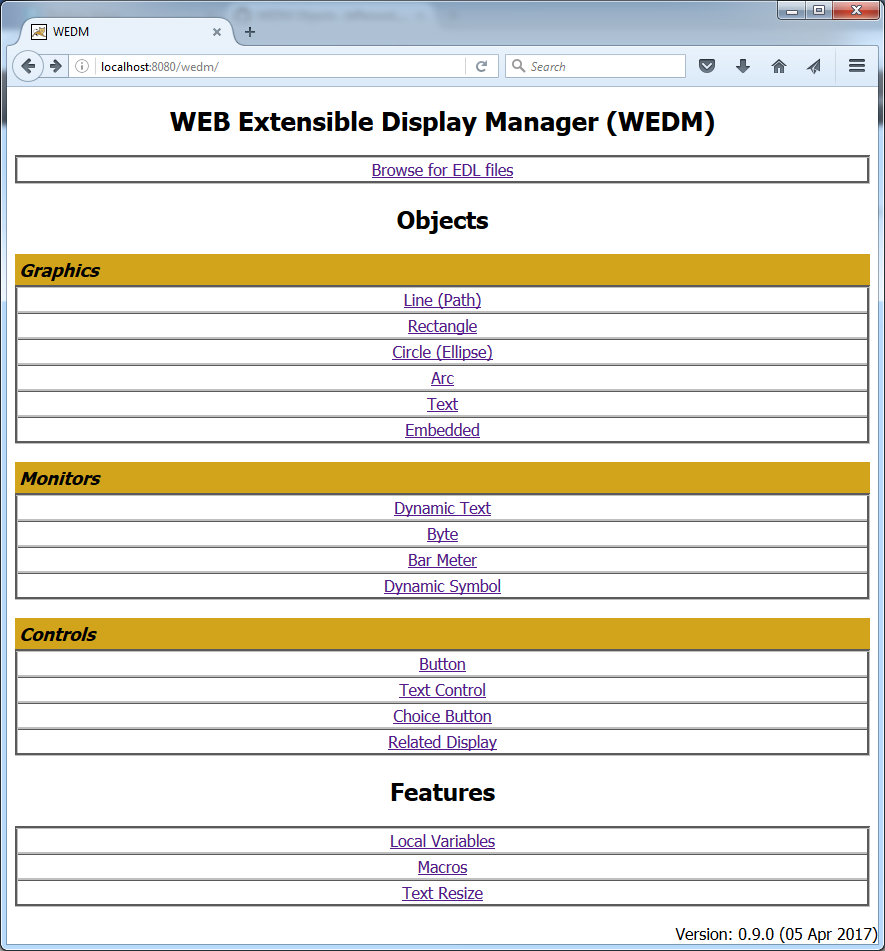 WEDM
localhost:8080/wedm/
Search
WEB Extensible Display Manager (WEDM)
Browse for EDL files
Objects
Graphics
Line (Path)
Rectangle
Circle (Ellipse)
Arc
Text
Embedded
Monitors
Dynamic Text
Byte
Bar Meter
Dynamic Symbol
Controls
Button
Text Control
Choice Button
Related Display
Features
Local Variables
Macros
Text Resize
Version: 0.9.0 (05 Apr 2017)